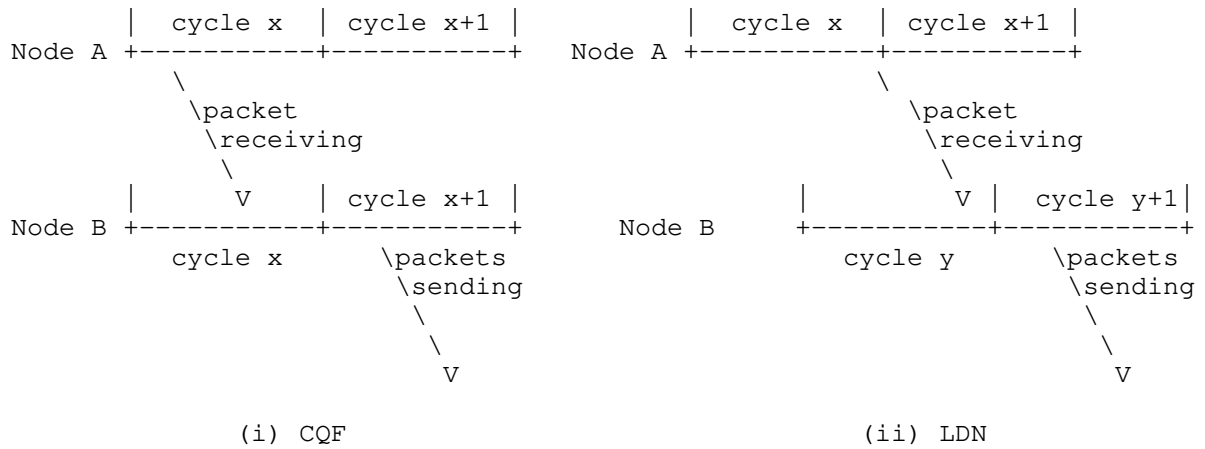 | cycle x | cycle x+1 | | cycle x | cycle x+1 |
Node A +-----------+-----------+ Node A +-----------+-----------+
\ \
\packet \packet
\receiving \receiving
\ \
| V | cycle x+1 | | V | cycle y+1|
Node B +-----------+-----------+ Node B +-----------+-----------+
cycle x \packets cycle y \packets
\sending \sending
\ \
\ \
V V
(i) CQF (ii) LDN